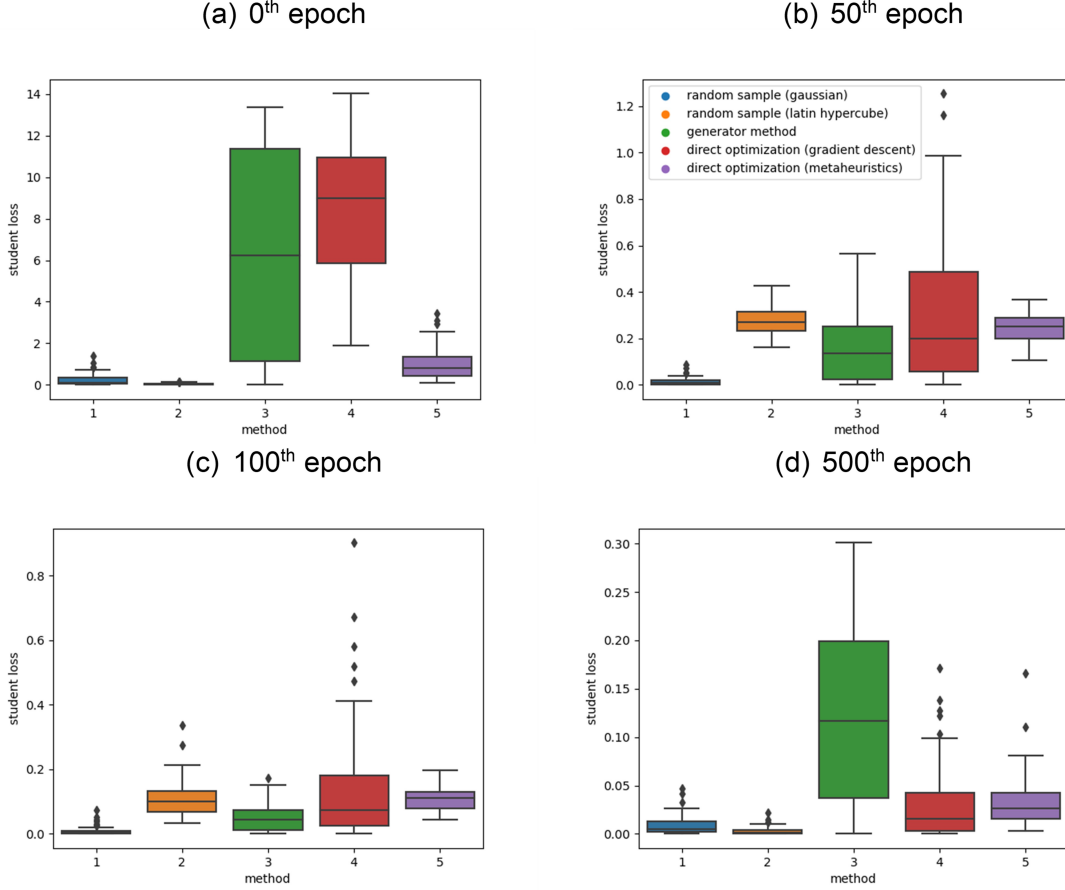 (a) 0th epoch
14
12
10
8
6
4
2
0
student loss
1 2 3 4 5
method
(b) 50th epoch
random sample (gaussian)
random sample (latin hypercube)
generator method
direct optimization (gradient descent)
direct optimization (metaheuristics)
1.2
1.0
0.8
0.6
0.4
0.2
0.0
student loss
1 2 3 4 5
method
(c) 100th epoch
0.8
0.6
0.4
0.2
0.0
student loss
1 2 3 4 5
method
(d) 500th epoch
0.30
0.25
0.20
0.15
0.10
0.05
0.00
student loss
1 2 3 4 5
method